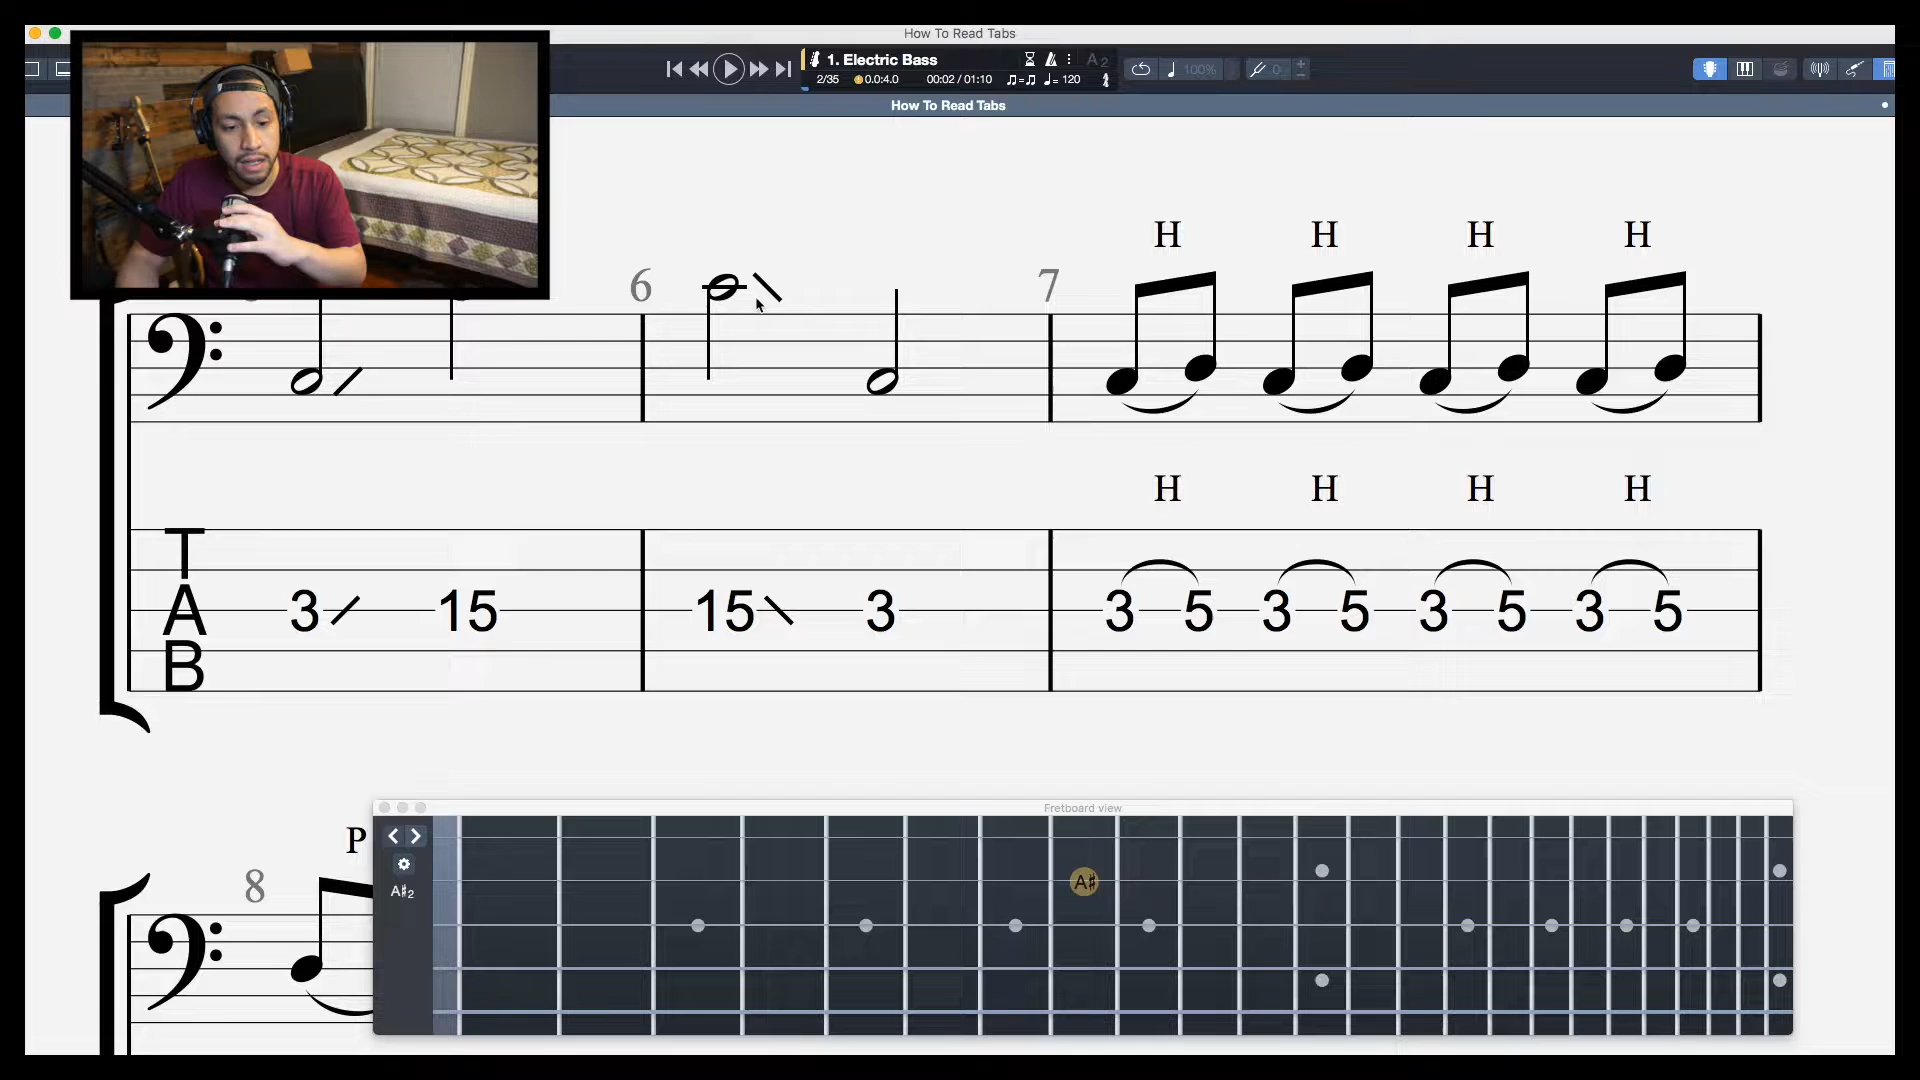 How To Read Tabs
1. Electric Bass
A2
2/35 0.0:4.0 00:02 / 01:10 = 120
100%
0
How To Read Tabs
H H H H
6 7
H H H H
T
A
B
3 15 15 3 3 5 3 5 3 5 3 5
Fretboard view
P
8
A♯2
A♯